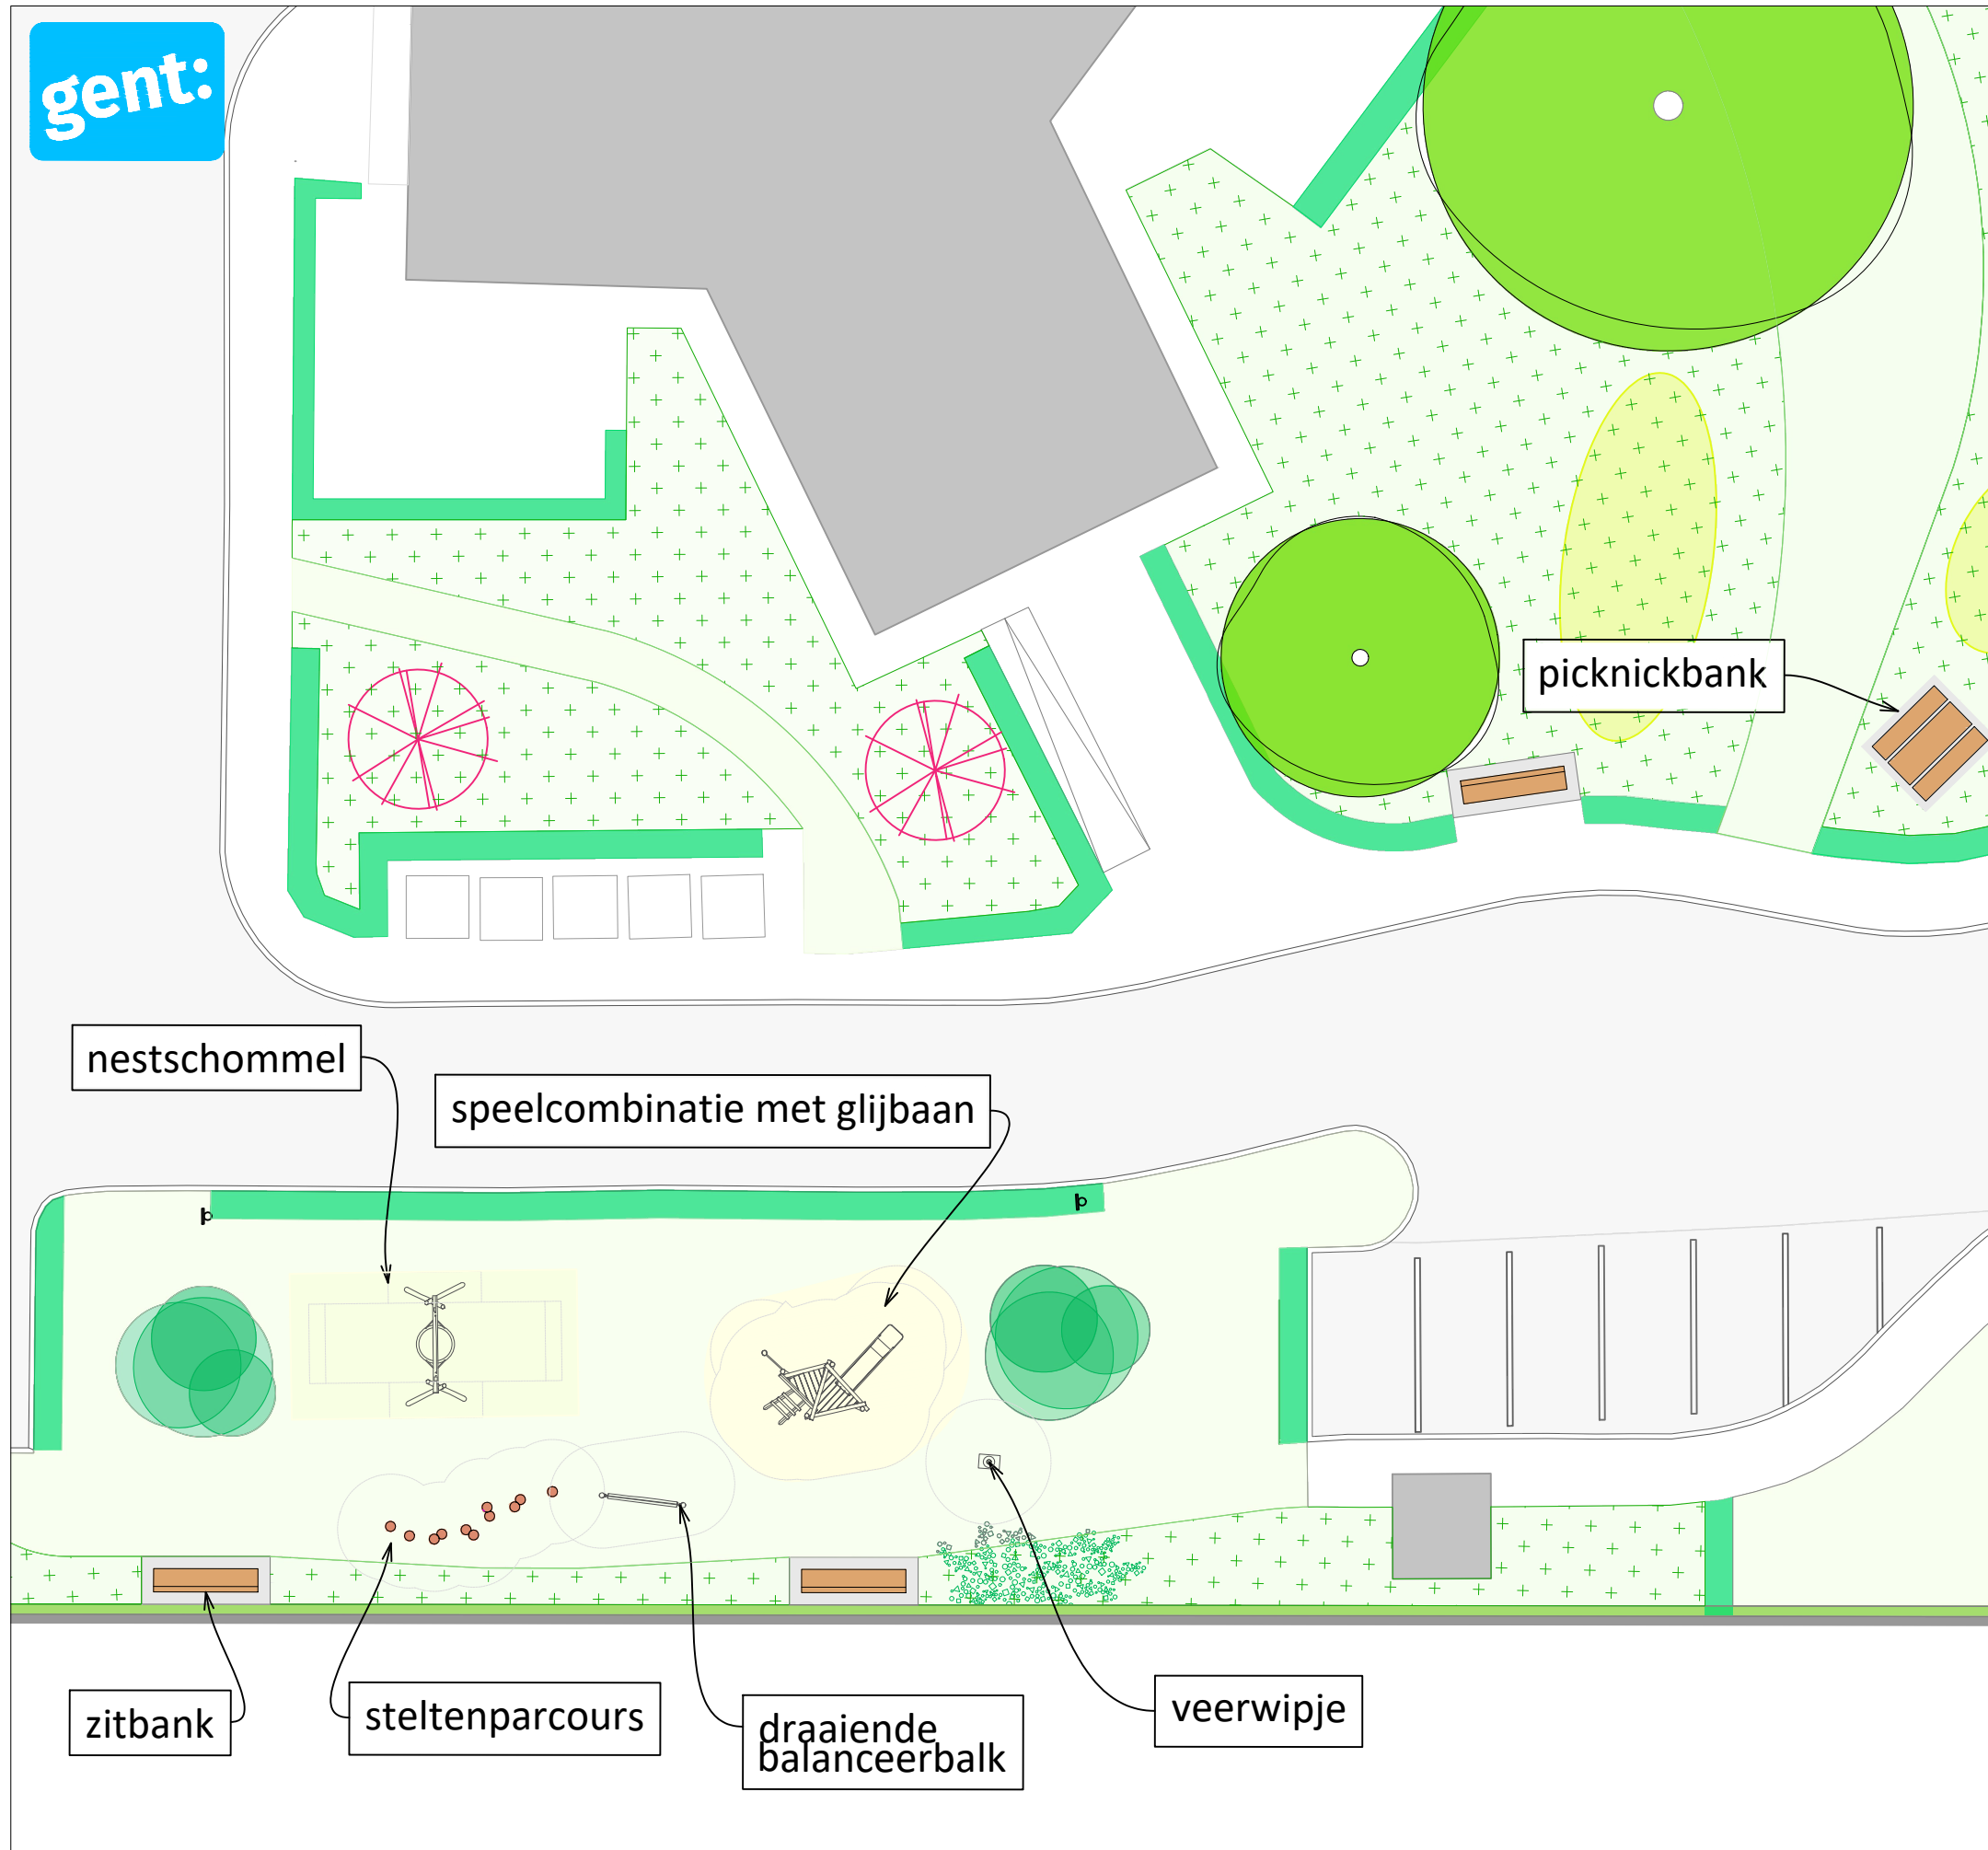 gent:
picknickbank
nestschommel
speelcombinatie met glijbaan
zitbank
steltenparcours
draaiende
balanceerbalk
veerwipje